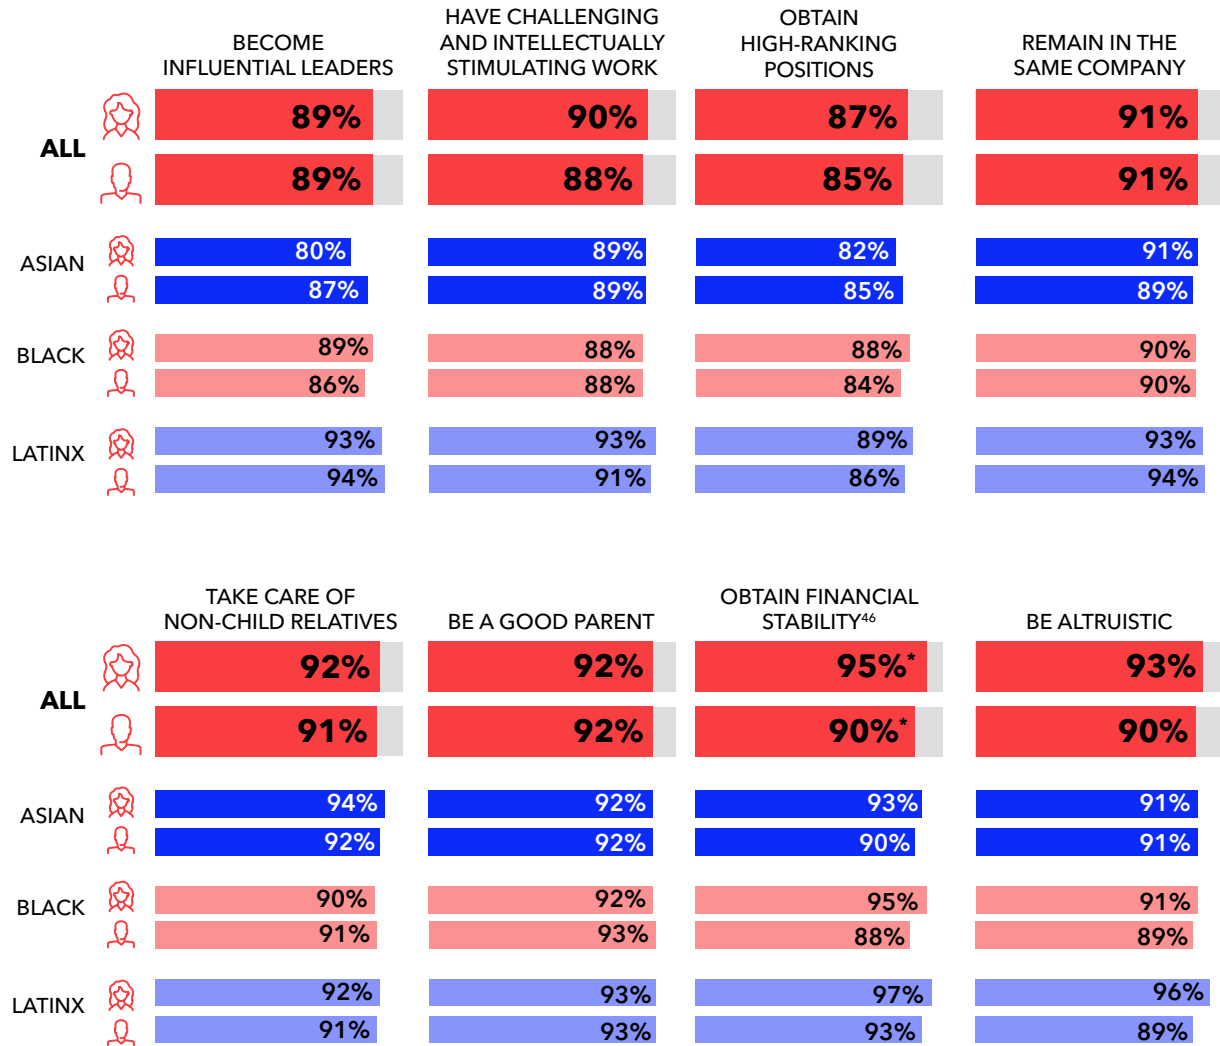 BECOME
INFLUENTIAL LEADERS
HAVE CHALLENGING
AND INTELLECTUALLY
STIMULATING WORK
OBTAIN
HIGH-RANKING
POSITIONS
REMAIN IN THE
SAME COMPANY
ALL
89% 90% 87% 91%
89% 88% 85% 91%
ASIAN
80% 89% 82% 91%
87% 89% 85% 89%
BLACK
89% 88% 88% 90%
86% 88% 84% 90%
LATINX
93% 93% 89% 93%
94% 91% 86% 94%
TAKE CARE OF
NON-CHILD RELATIVES
BE A GOOD PARENT
OBTAIN FINANCIAL
STABILITY⁴⁶
BE ALTRUISTIC
ALL
92% 92% 95%* 93%
91% 92% 90%* 90%
ASIAN
94% 92% 93% 91%
92% 92% 90% 91%
BLACK
90% 92% 95% 91%
91% 93% 88% 89%
LATINX
92% 93% 97% 96%
91% 93% 93% 89%